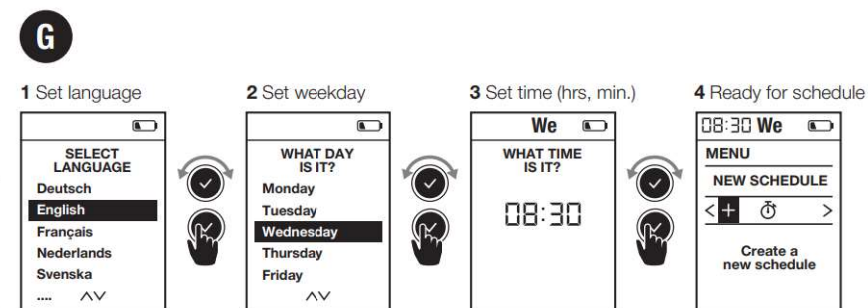 G
1 Set language
2 Set weekday
3 Set time (hrs, min.)
4 Ready for schedule
SELECT
LANGUAGE
Deutsch
English
Français
Nederlands
Svenska
....
WHAT DAY
IS IT?
Monday
Tuesday
Wednesday
Thursday
Friday
We
WHAT TIME
IS IT?
08:30
08:30 We
MENU
NEW SCHEDULE
< + >
Create a
new schedule